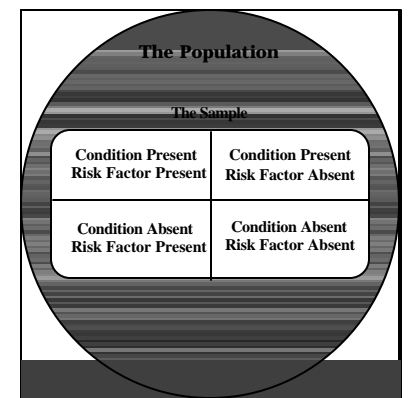 The Population
The Sample
Condition Present
Risk Factor Present
Condition Present
Risk Factor Absent
Condition Absent
Risk Factor Present
Condition Absent
Risk Factor Absent